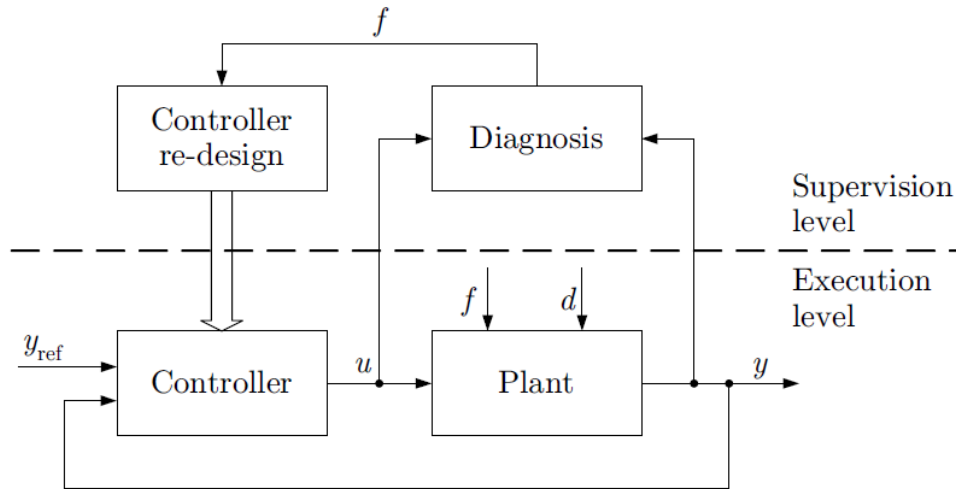 f
Controller
re-design
Diagnosis
Supervision
level
Execution
level
f
d
y_ref
Controller
u
Plant
y